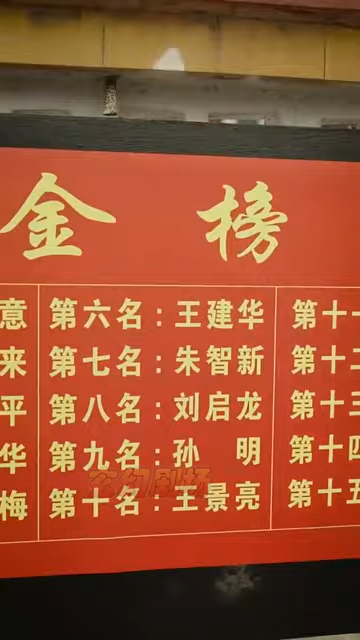 金榜
意 第六名：王建华 第十一
来 第七名：朱智新 第十二
平 第八名：刘启龙 第十三
华 第九名：孙 明 第十四
梅 第十名：王景亮 第十五